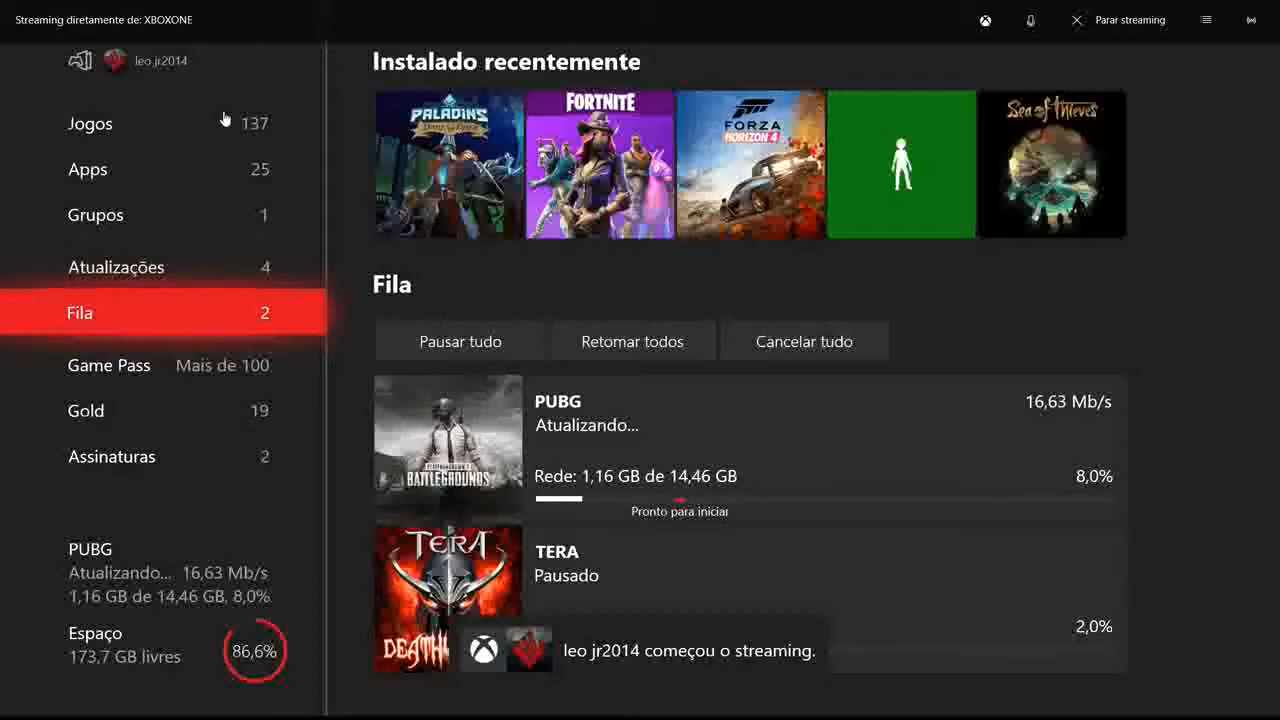 Streaming diretamente de: XBOXONE
Parar streaming
leo jr2014
Jogos 137
Apps 25
Grupos 1
Atualizações 4
Fila 2
Game Pass Mais de 100
Gold 19
Assinaturas 2
PUBG
Atualizando... 16,63 Mb/s
1,16 GB de 14,46 GB, 8,0%
Espaço
173,7 GB livres
86,6%
Instalado recentemente
PALADINS
FORTNITE
FORZA
HORIZON 4
Sea of Thieves
Fila
Pausar tudo
Retomar todos
Cancelar tudo
PUBG
16,63 Mb/s
Atualizando...
Rede: 1,16 GB de 14,46 GB
8,0%
Pronto para iniciar
BATTLEGROUNDS
TERA
TERA
Pausado
2,0%
leo jr2014 começou o streaming.